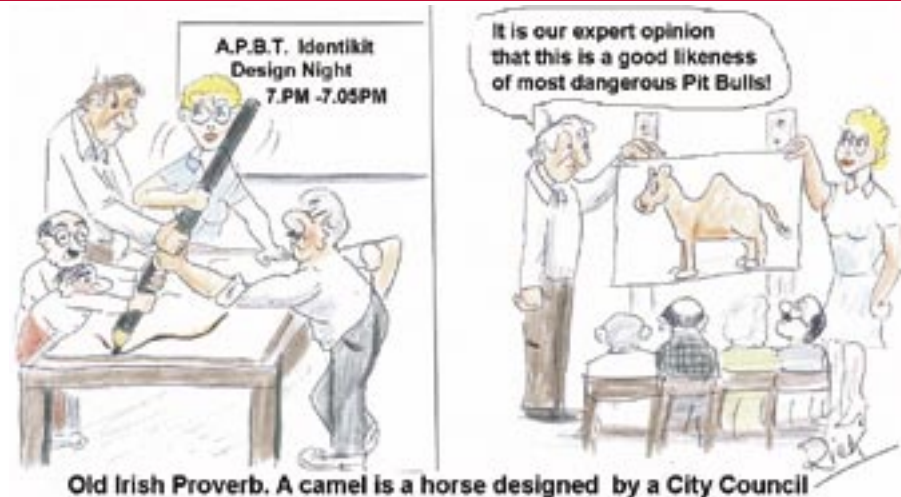 A.P.B.T. Identikit
Design Night
7.PM -7.05PM
It is our expert opinion
that this is a good likeness
of most dangerous Pit Bulls!
Rick
Old Irish Proverb. A camel is a horse designed by a City Council